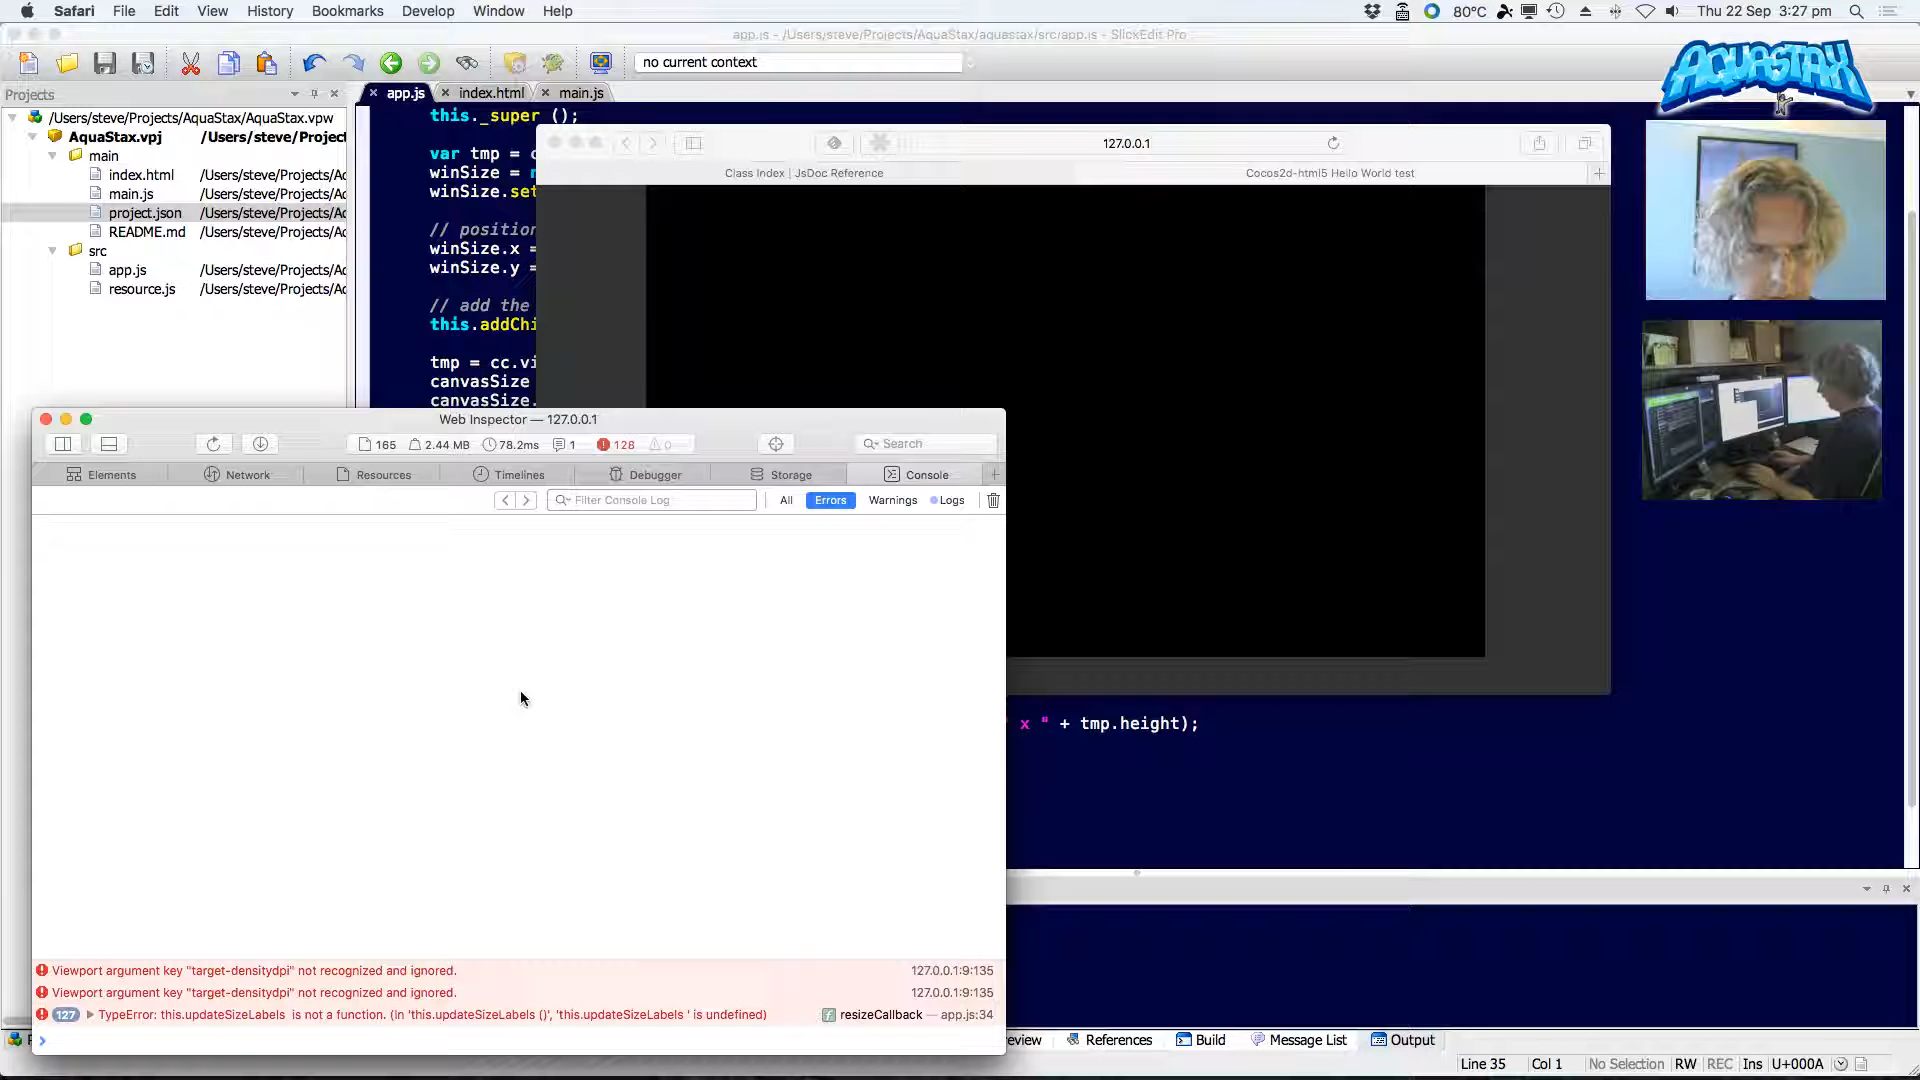 Safari File Edit View History Bookmarks Develop Window Help
80°C Thu 22 Sep 3:27 pm
app.js - /Users/steve/Projects/AquaStax/aquastax/src/app.js - SlickEdit Pro
no current context
AQUASTAX
Projects
app.js index.html main.js
/Users/steve/Projects/AquaStax/AquaStax.vpw
AquaStax.vpj /Users/steve/Project
main
index.html /Users/steve/Projects/Aq
main.js /Users/steve/Projects/Aq
project.json /Users/steve/Projects/Aq
README.md /Users/steve/Projects/Aq
src
app.js /Users/steve/Projects/Aq
resource.js /Users/steve/Projects/Aq
this._super ();
var tmp = c
winSize =
winSize.set
// position
winSize.x =
winSize.y =
// add the
this.addChi
tmp = cc.vi
canvasSize
canvasSize.
127.0.0.1
Class Index | JsDoc Reference
Cocos2d-html5 Hello World test
x " + tmp.height);
Web Inspector — 127.0.0.1
165 2.44 MB 78.2ms 1 128 0
Search
Elements Network Resources Timelines Debugger Storage Console
Filter Console Log All Errors Warnings Logs
Viewport argument key "target-densitydpi" not recognized and ignored. 127.0.0.1:9:135
Viewport argument key "target-densitydpi" not recognized and ignored. 127.0.0.1:9:135
127 TypeError: this.updateSizeLabels is not a function. (In 'this.updateSizeLabels ()', 'this.updateSizeLabels ' is undefined) f resizeCallback — app.js:34
eview References Build Message List Output
Line 35 Col 1 No Selection RW REC Ins U+000A